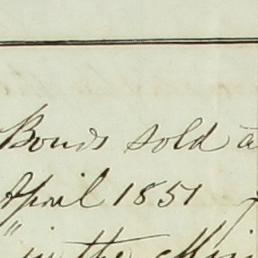 Bonds sold a
April 1851
" in the